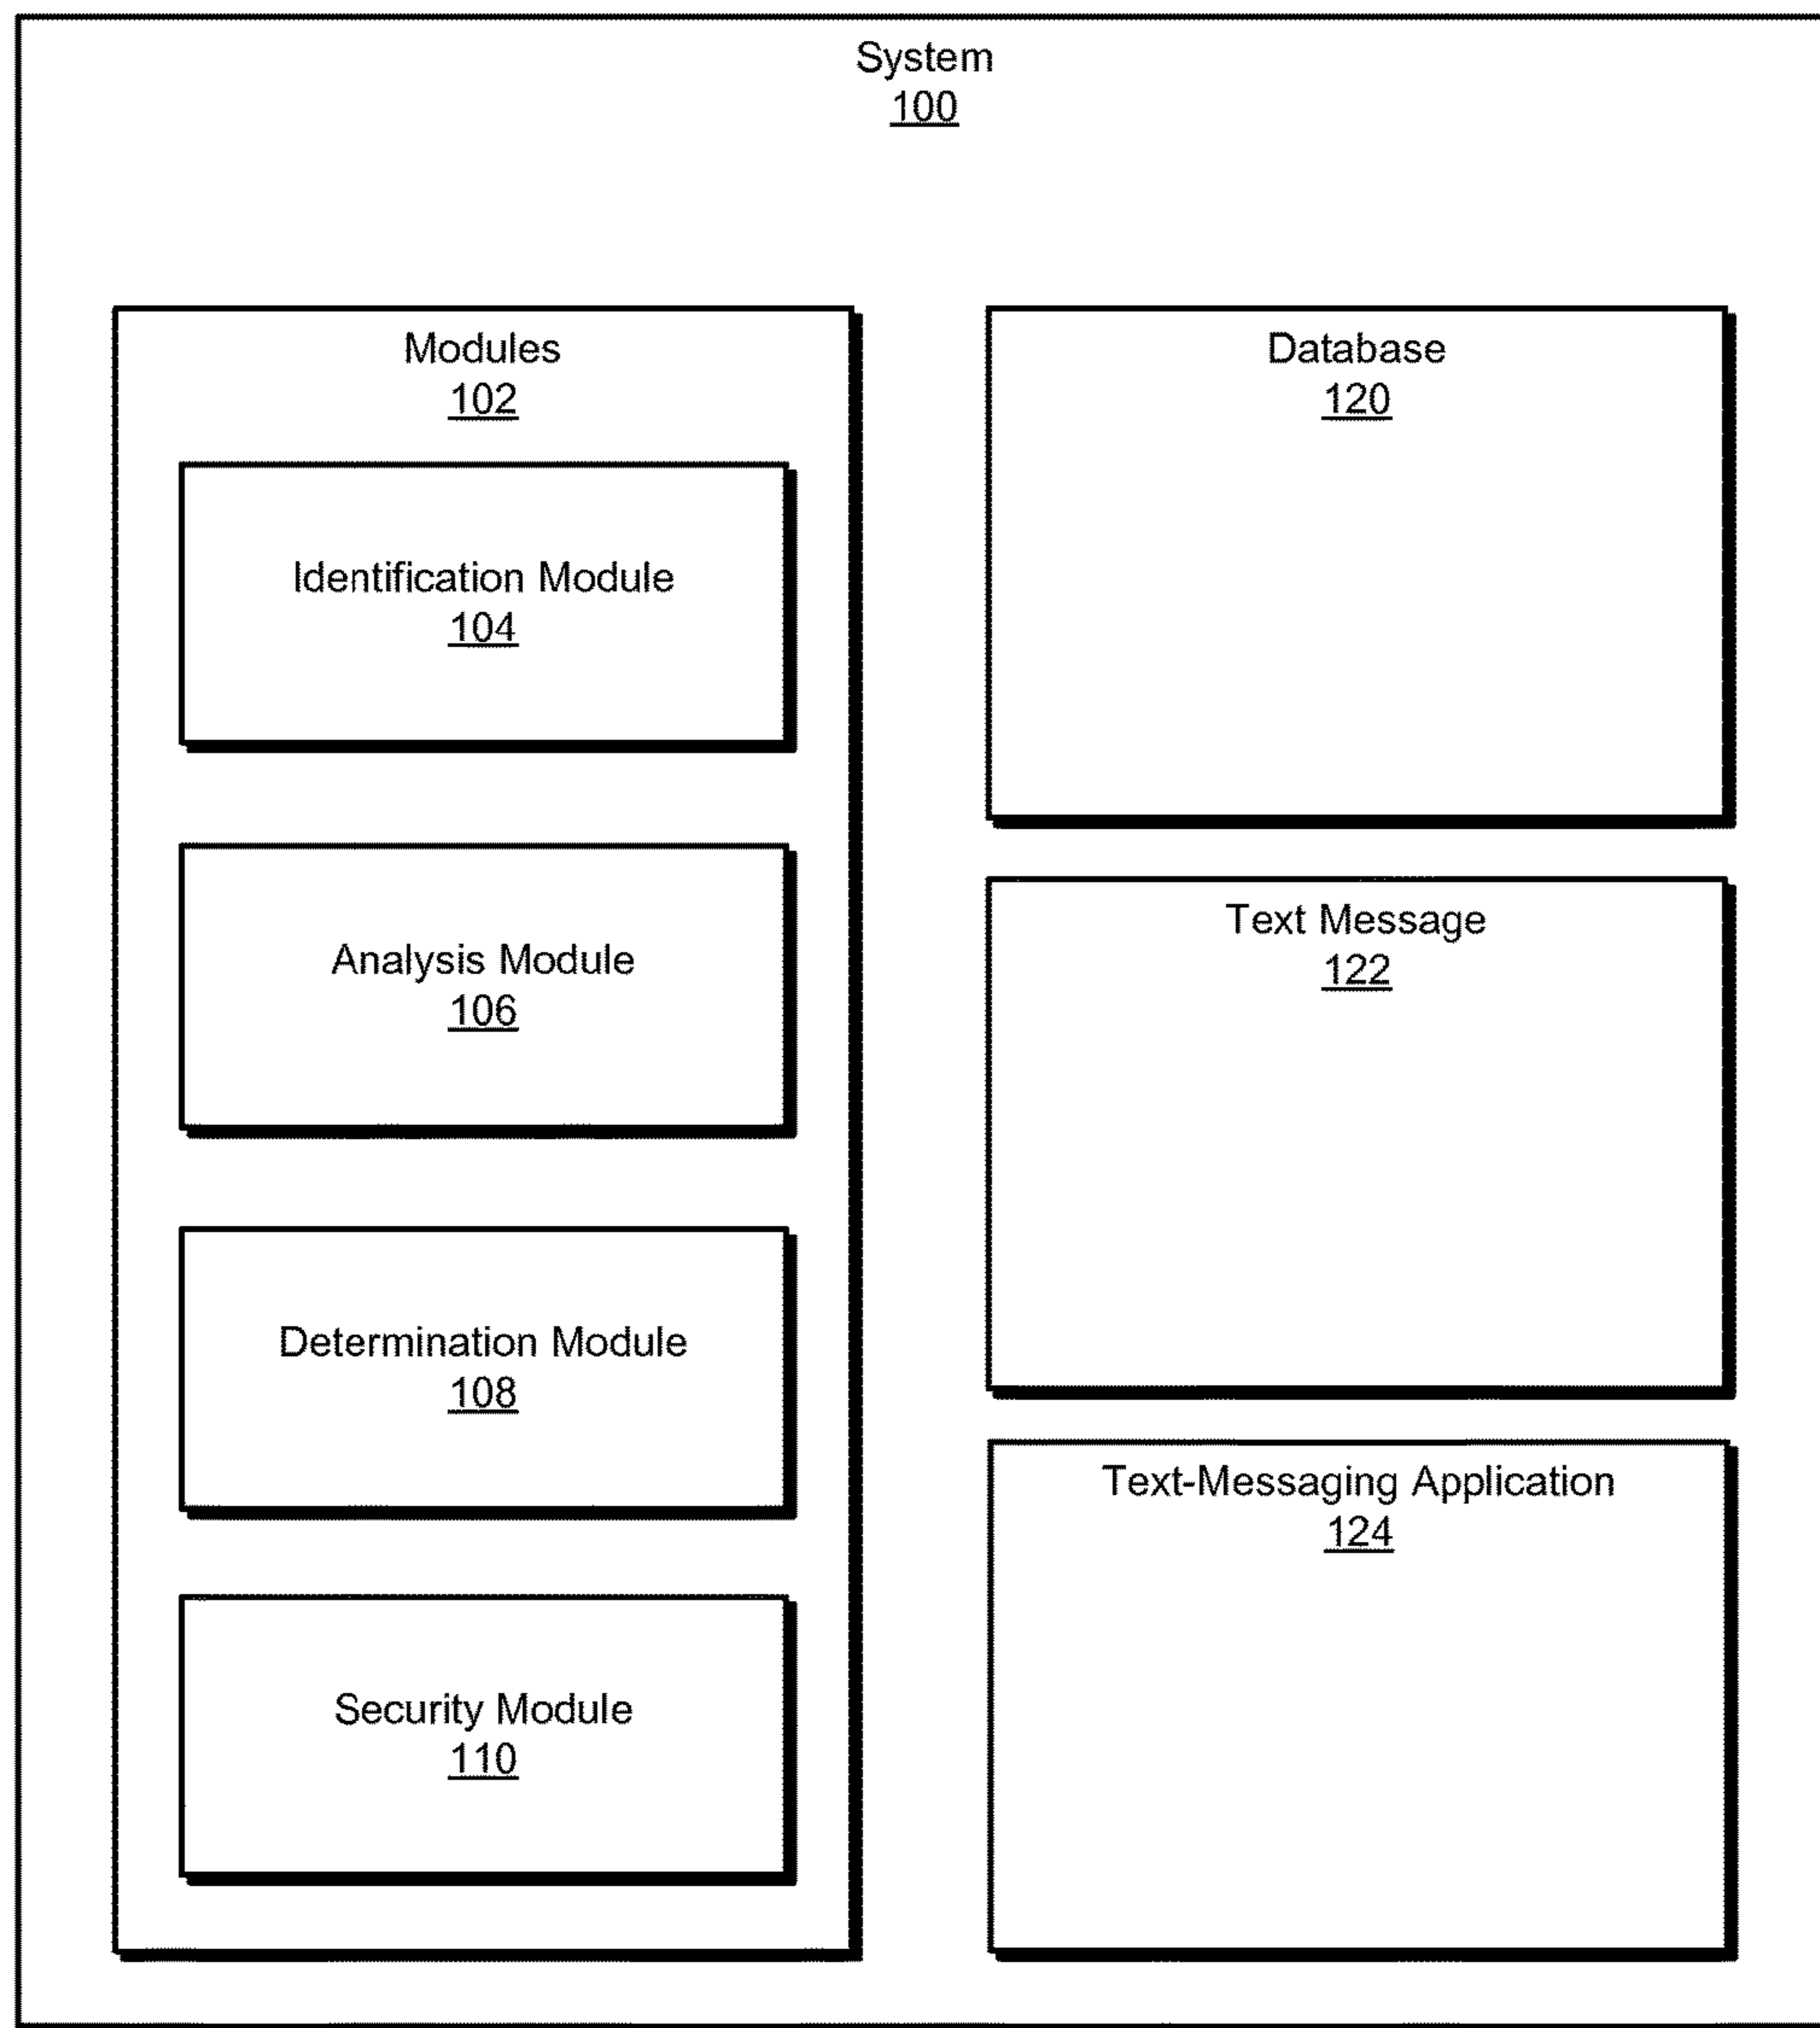 System
100
Modules
102
Identification Module
104
Analysis Module
106
Determination Module
108
Security Module
110
Database
120
Text Message
122
Text-Messaging Application
124